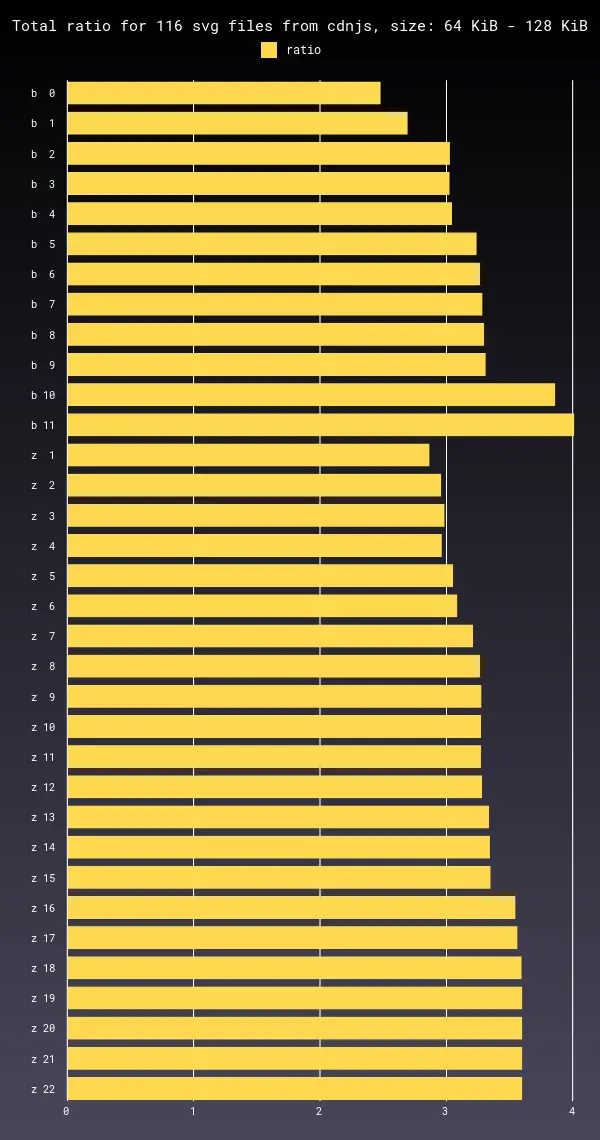 Total ratio for 116 svg files from cdnjs, size: 64 KiB - 128 KiB
ratio
b 0
b 1
b 2
b 3
b 4
b 5
b 6
b 7
b 8
b 9
b 10
b 11
z 1
z 2
z 3
z 4
z 5
z 6
z 7
z 8
z 9
z 10
z 11
z 12
z 13
z 14
z 15
z 16
z 17
z 18
z 19
z 20
z 21
z 22
0 1 2 3 4